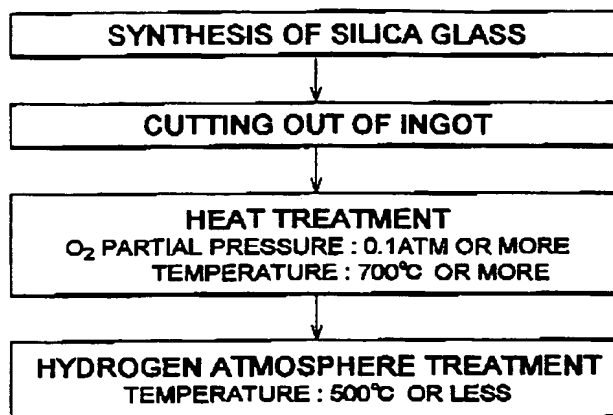 SYNTHESIS OF SILICA GLASS
CUTTING OUT OF INGOT
HEAT TREATMENT
O₂ PARTIAL PRESSURE : 0.1ATM OR MORE
TEMPERATURE : 700°C OR MORE
HYDROGEN ATMOSPHERE TREATMENT
TEMPERATURE : 500°C OR LESS